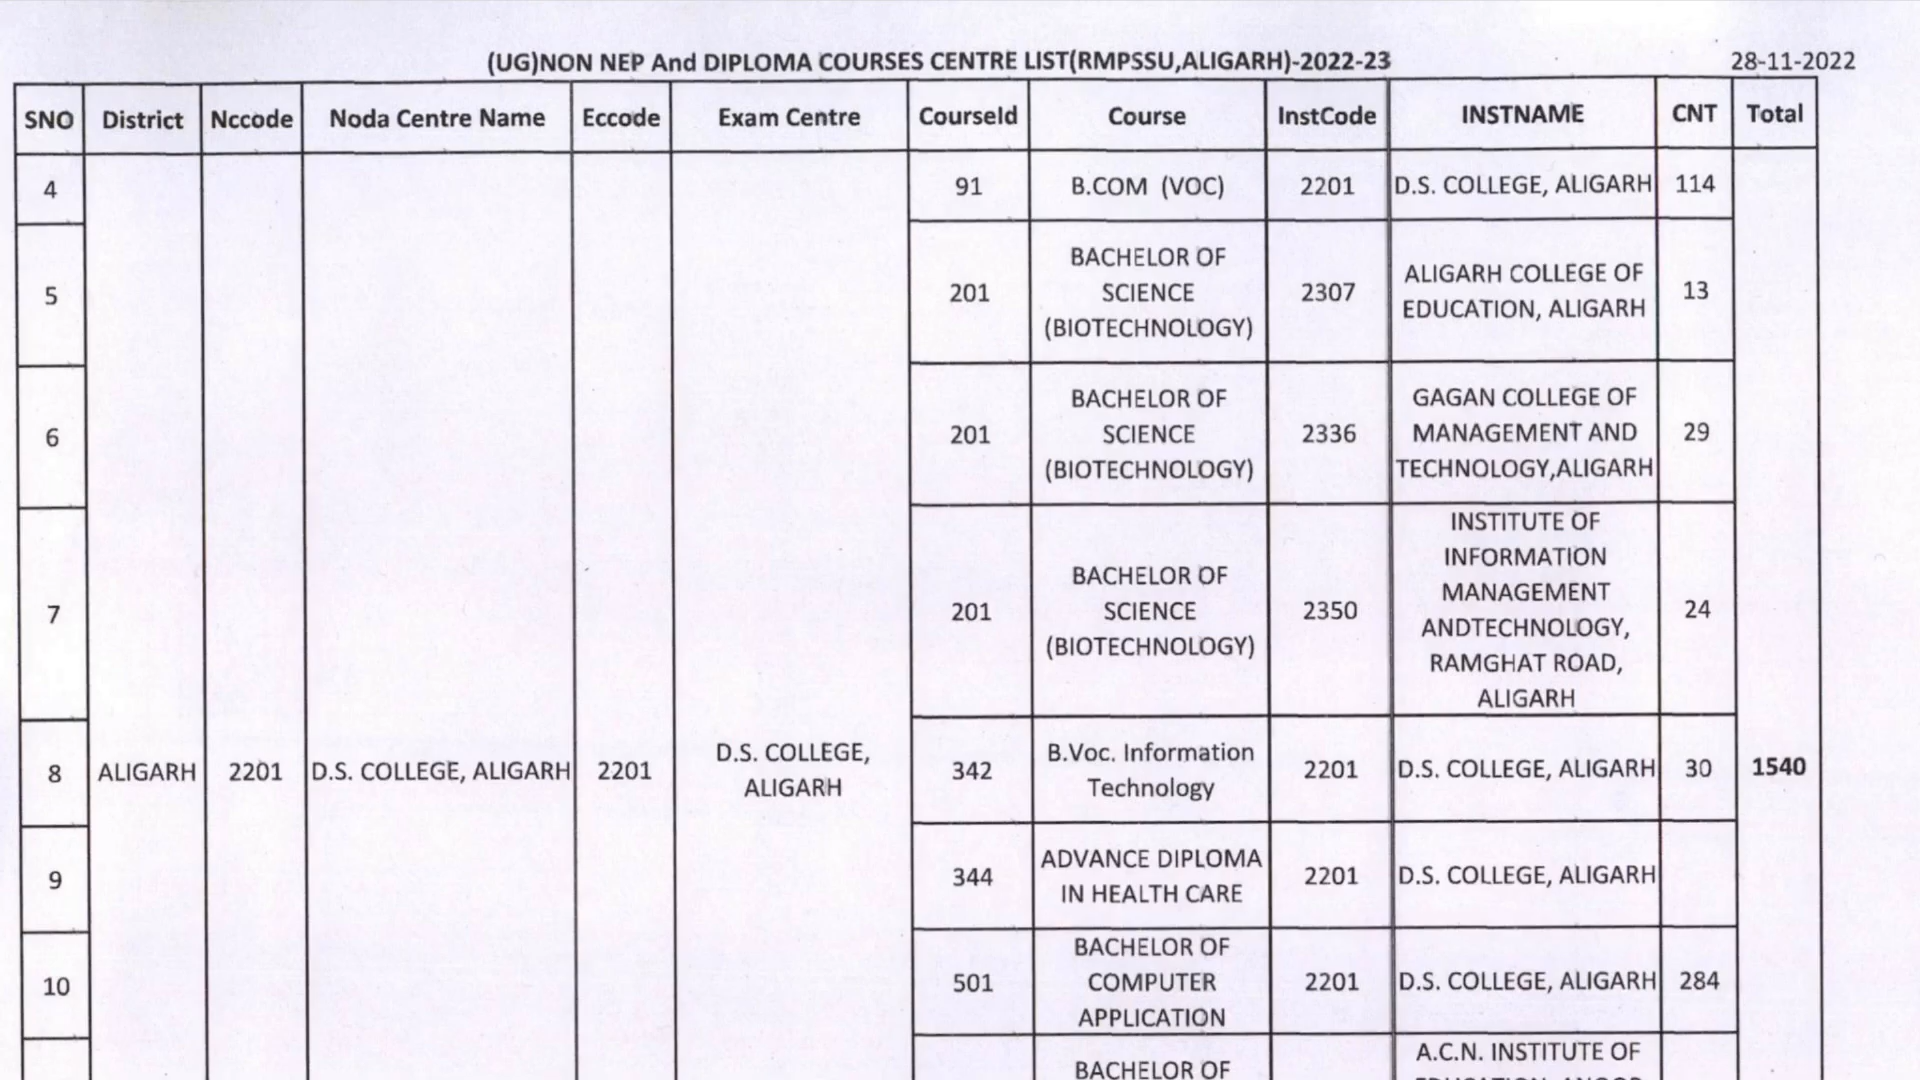 (UG)NON NEP And DIPLOMA COURSES CENTRE LIST(RMPSSU,ALIGARH)-2022-23 28-11-2022
SNO District Nccode Noda Centre Name Eccode Exam Centre CourseId Course InstCode INSTNAME CNT Total
4 91 B.COM (VOC) 2201 D.S. COLLEGE, ALIGARH 114
5 201 BACHELOR OF
SCIENCE
(BIOTECHNOLOGY) 2307 ALIGARH COLLEGE OF
EDUCATION, ALIGARH 13
6 201 BACHELOR OF
SCIENCE
(BIOTECHNOLOGY) 2336 GAGAN COLLEGE OF
MANAGEMENT AND
TECHNOLOGY,ALIGARH 29
7 201 BACHELOR OF
SCIENCE
(BIOTECHNOLOGY) 2350 INSTITUTE OF
INFORMATION
MANAGEMENT
ANDTECHNOLOGY,
RAMGHAT ROAD,
ALIGARH 24
8 ALIGARH 2201 D.S. COLLEGE, ALIGARH 2201 D.S. COLLEGE,
ALIGARH 342 B.Voc. Information
Technology 2201 D.S. COLLEGE, ALIGARH 30 1540
9 344 ADVANCE DIPLOMA
IN HEALTH CARE 2201 D.S. COLLEGE, ALIGARH
10 501 BACHELOR OF
COMPUTER
APPLICATION 2201 D.S. COLLEGE, ALIGARH 284
BACHELOR OF
A.C.N. INSTITUTE OF